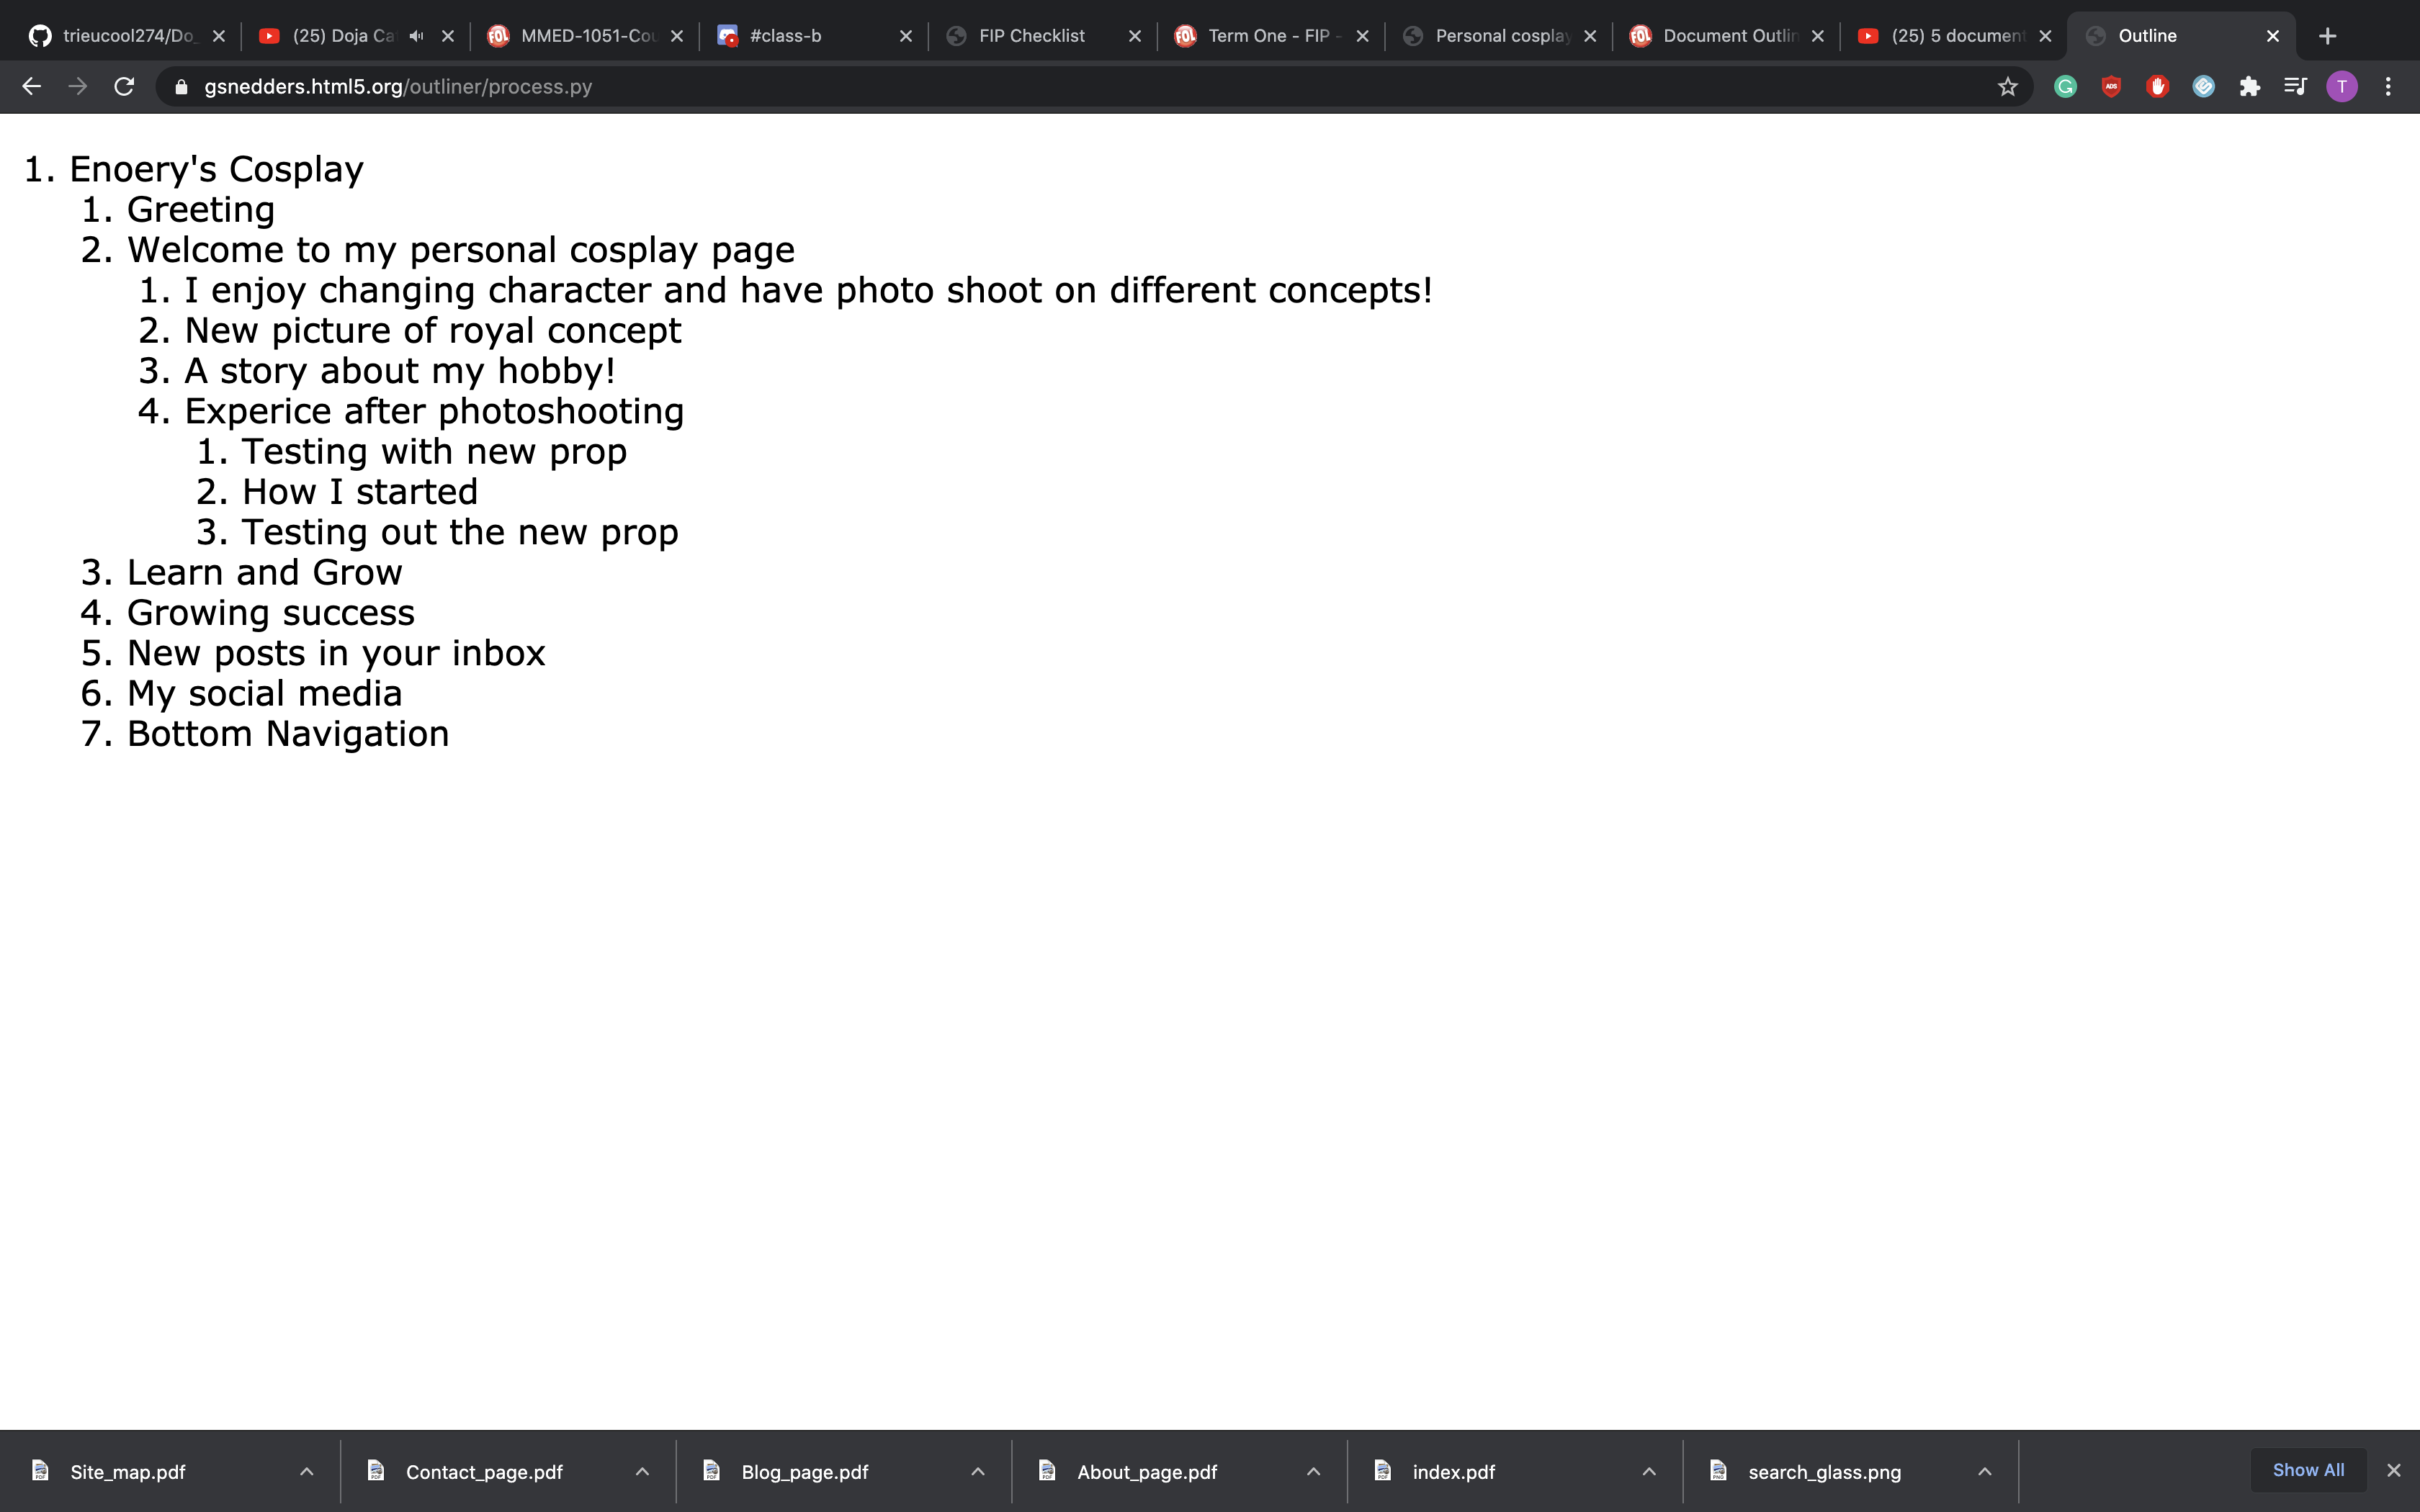 trieucool274/Do_ (25) Doja Ca MMED-1051-Cou #class-b FIP Checklist Term One - FIP - Personal cosplay Document Outlin (25) 5 document Outline
gsnedders.html5.org/outliner/process.py ADS T
1. Enoery's Cosplay
1. Greeting
2. Welcome to my personal cosplay page
1. I enjoy changing character and have photo shoot on different concepts!
2. New picture of royal concept
3. A story about my hobby!
4. Experice after photoshooting
1. Testing with new prop
2. How I started
3. Testing out the new prop
3. Learn and Grow
4. Growing success
5. New posts in your inbox
6. My social media
7. Bottom Navigation
Site_map.pdf Contact_page.pdf Blog_page.pdf About_page.pdf index.pdf search_glass.png Show All